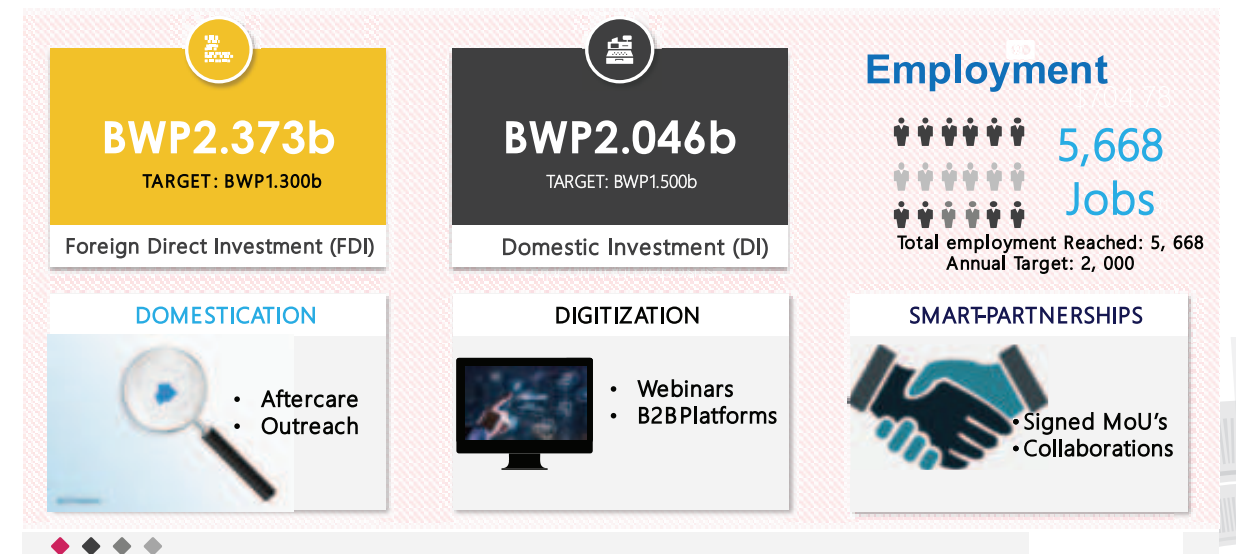 BWP2.373b
TARGET: BWP1.300b
Foreign Direct Investment (FDI)
BWP2.046b
TARGET: BWP1.500b
Domestic Investment (DI)
Employment
5,668
Jobs
Total employment Reached: 5, 668
Annual Target: 2, 000
DOMESTICATION
• Aftercare
• Outreach
DIGITIZATION
• Webinars
• B2B Platforms
SMART-PARTNERSHIPS
• Signed MoU's
• Collaborations